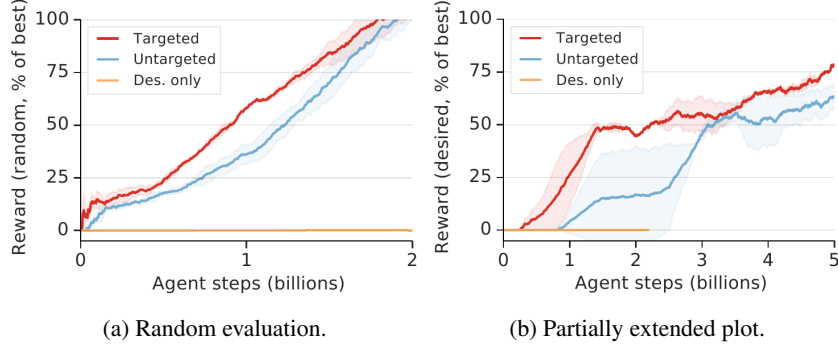 Reward (random, % of best)
100
75
50
25
0
Targeted
Untargeted
Des. only
0
1
2
Agent steps (billions)
(a) Random evaluation.
Reward (desired, % of best)
100
75
50
25
0
Targeted
Untargeted
Des. only
0
1
2
3
4
5
Agent steps (billions)
(b) Partially extended plot.